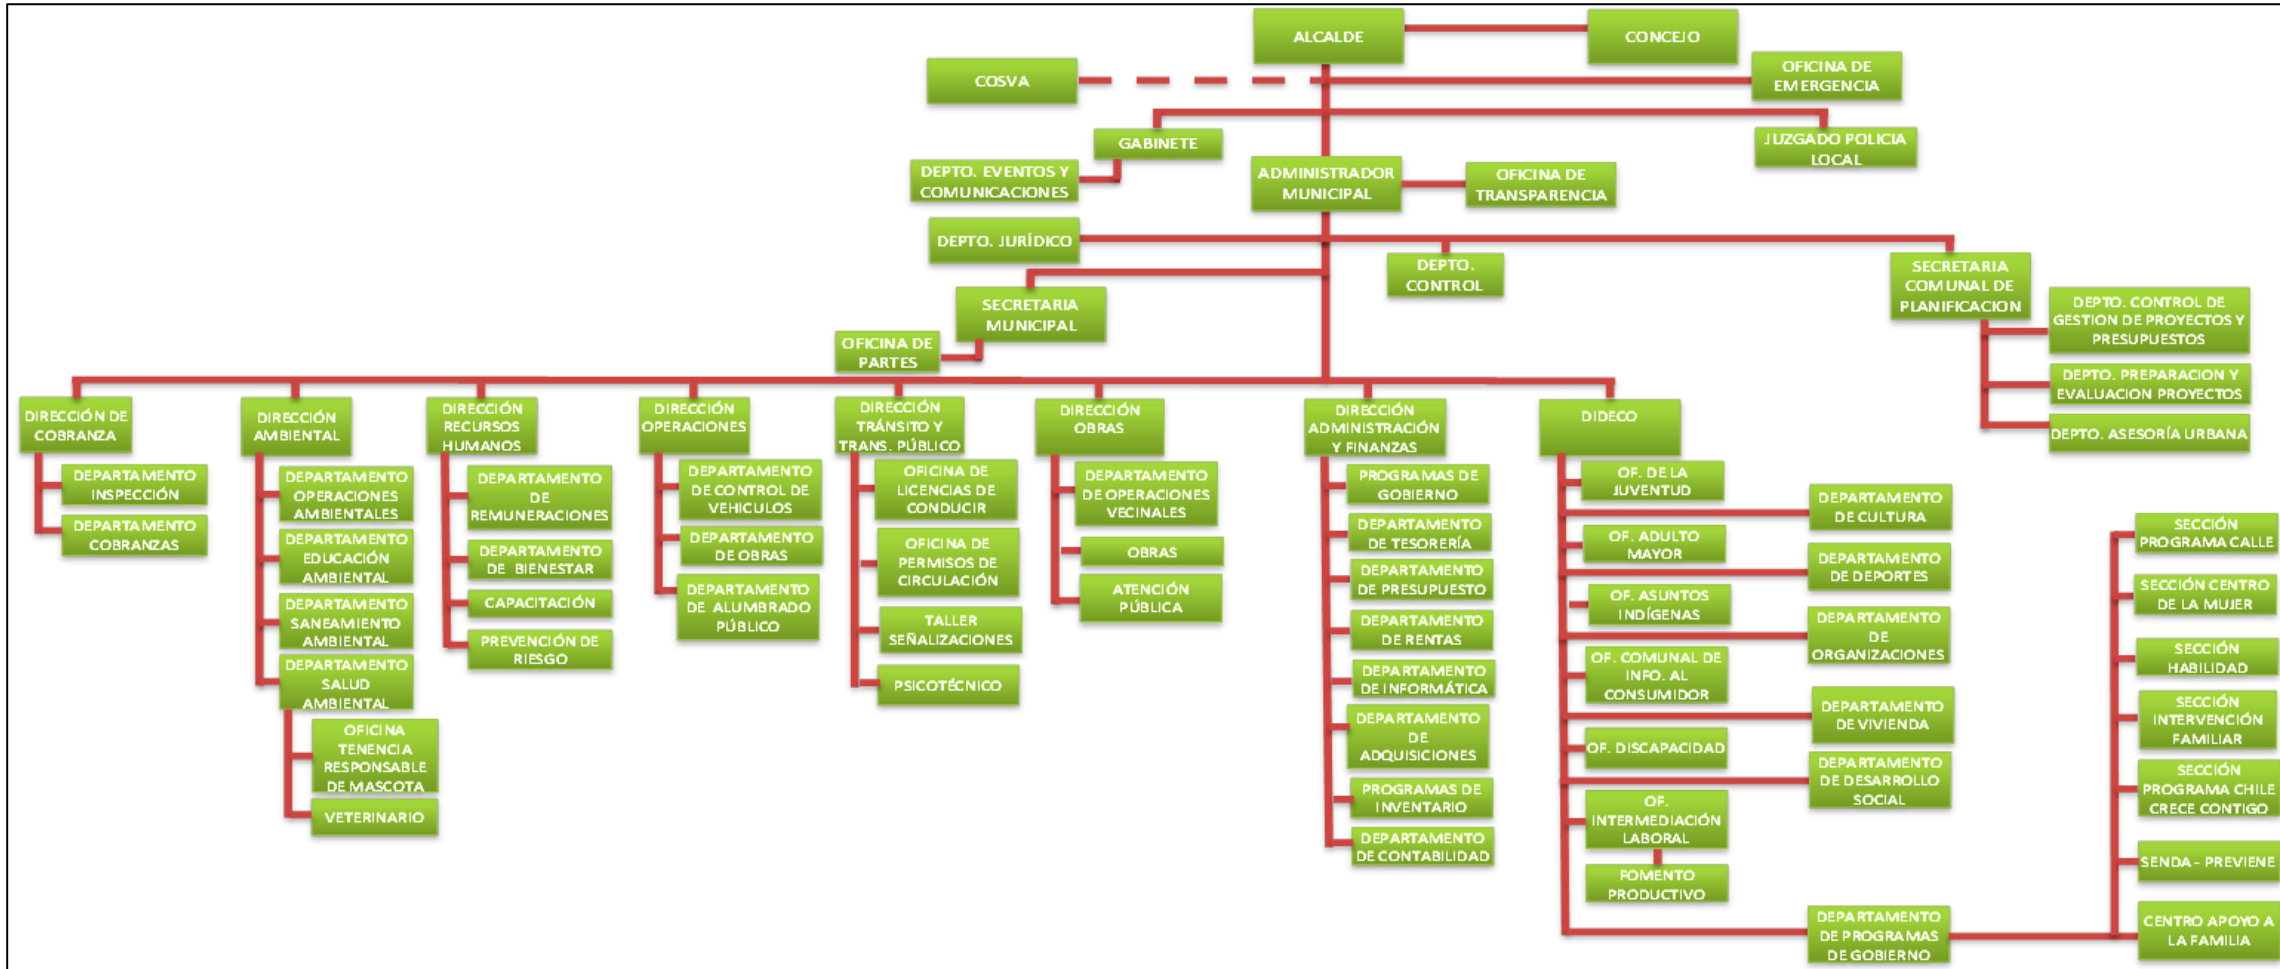 ALCALDE
CONCEJO
COSVA
OFICINA DE
EMERGENCIA
GABINETE
JUZGADO POLICIA
LOCAL
DEPTO. EVENTOS Y
COMUNICACIONES
ADMINISTRADOR
MUNICIPAL
OFICINA DE
TRANSPARENCIA
DEPTO. JURÍDICO
DEPTO.
CONTROL
SECRETARIA
COMUNAL DE
PLANIFICACION
SECRETARIA
MUNICIPAL
OFICINA DE
PARTES
DEPTO. CONTROL DE
GESTION DE PROYECTOS Y
PRESUPUESTOS
DEPTO. PREPARACION Y
EVALUACION PROYECTOS
DEPTO. ASESORÍA URBANA
DIRECCIÓN DE
COBRANZA
DEPARTAMENTO
INSPECCIÓN
DEPARTAMENTO
COBRANZAS
DIRECCIÓN
AMBIENTAL
DEPARTAMENTO
OPERACIONES
AMBIENTALES
DEPARTAMENTO
EDUCACIÓN
AMBIENTAL
DEPARTAMENTO
SANEAMIENTO
AMBIENTAL
DEPARTAMENTO
SALUD
AMBIENTAL
OFICINA
TENENCIA
RESPONSABLE
DE MASCOTA
VETERINARIO
DIRECCIÓN
RECURSOS
HUMANOS
DEPARTAMENTO
DE
REMUNERACIONES
DEPARTAMENTO
DE BIENESTAR
CAPACITACIÓN
PREVENCIÓN DE
RIESGO
DIRECCIÓN
OPERACIONES
DEPARTAMENTO
DE CONTROL DE
VEHICULOS
DEPARTAMENTO
DE OBRAS
DEPARTAMENTO
DE ALUMBRADO
PÚBLICO
DIRECCIÓN
TRÁNSITO Y
TRANS. PÚBLICO
OFICINA DE
LICENCIAS DE
CONDUCIR
OFICINA DE
PERMISOS DE
CIRCULACIÓN
TALLER
SEÑALIZACIONES
PSICOTÉCNICO
DIRECCIÓN
OBRAS
DEPARTAMENTO
DE OPERACIONES
VECINALES
OBRAS
ATENCIÓN
PÚBLICA
DIRECCIÓN
ADMINISTRACIÓN
Y FINANZAS
PROGRAMAS DE
GOBIERNO
DEPARTAMENTO
DE TESORERÍA
DEPARTAMENTO
DE PRESUPUESTO
DEPARTAMENTO
DE RENTAS
DEPARTAMENTO
DE INFORMÁTICA
DEPARTAMENTO
DE
ADQUISICIONES
PROGRAMAS DE
INVENTARIO
DEPARTAMENTO
DE CONTABILIDAD
DIDECO
OF. DE LA
JUVENTUD
OF. ADULTO
MAYOR
OF. ASUNTOS
INDÍGENAS
OF. COMUNAL DE
INFO. AL
CONSUMIDOR
OF. DISCAPACIDAD
OF.
INTERMEDIACIÓN
LABORAL
FOMENTO
PRODUCTIVO
DEPARTAMENTO
DE CULTURA
DEPARTAMENTO
DE DEPORTES
DEPARTAMENTO
DE
ORGANIZACIONES
DEPARTAMENTO
DE VIVIENDA
DEPARTAMENTO
DE DESARROLLO
SOCIAL
DEPARTAMENTO
DE PROGRAMAS
DE GOBIERNO
SECCIÓN
PROGRAMA CALLE
SECCIÓN CENTRO
DE LA MUJER
SECCIÓN
HABILIDAD
SECCIÓN
INTERVENCIÓN
FAMILIAR
SECCIÓN
PROGRAMA CHILE
CRECE CONTIGO
SENDA - PREVIENE
CENTRO APOYO A
LA FAMILIA